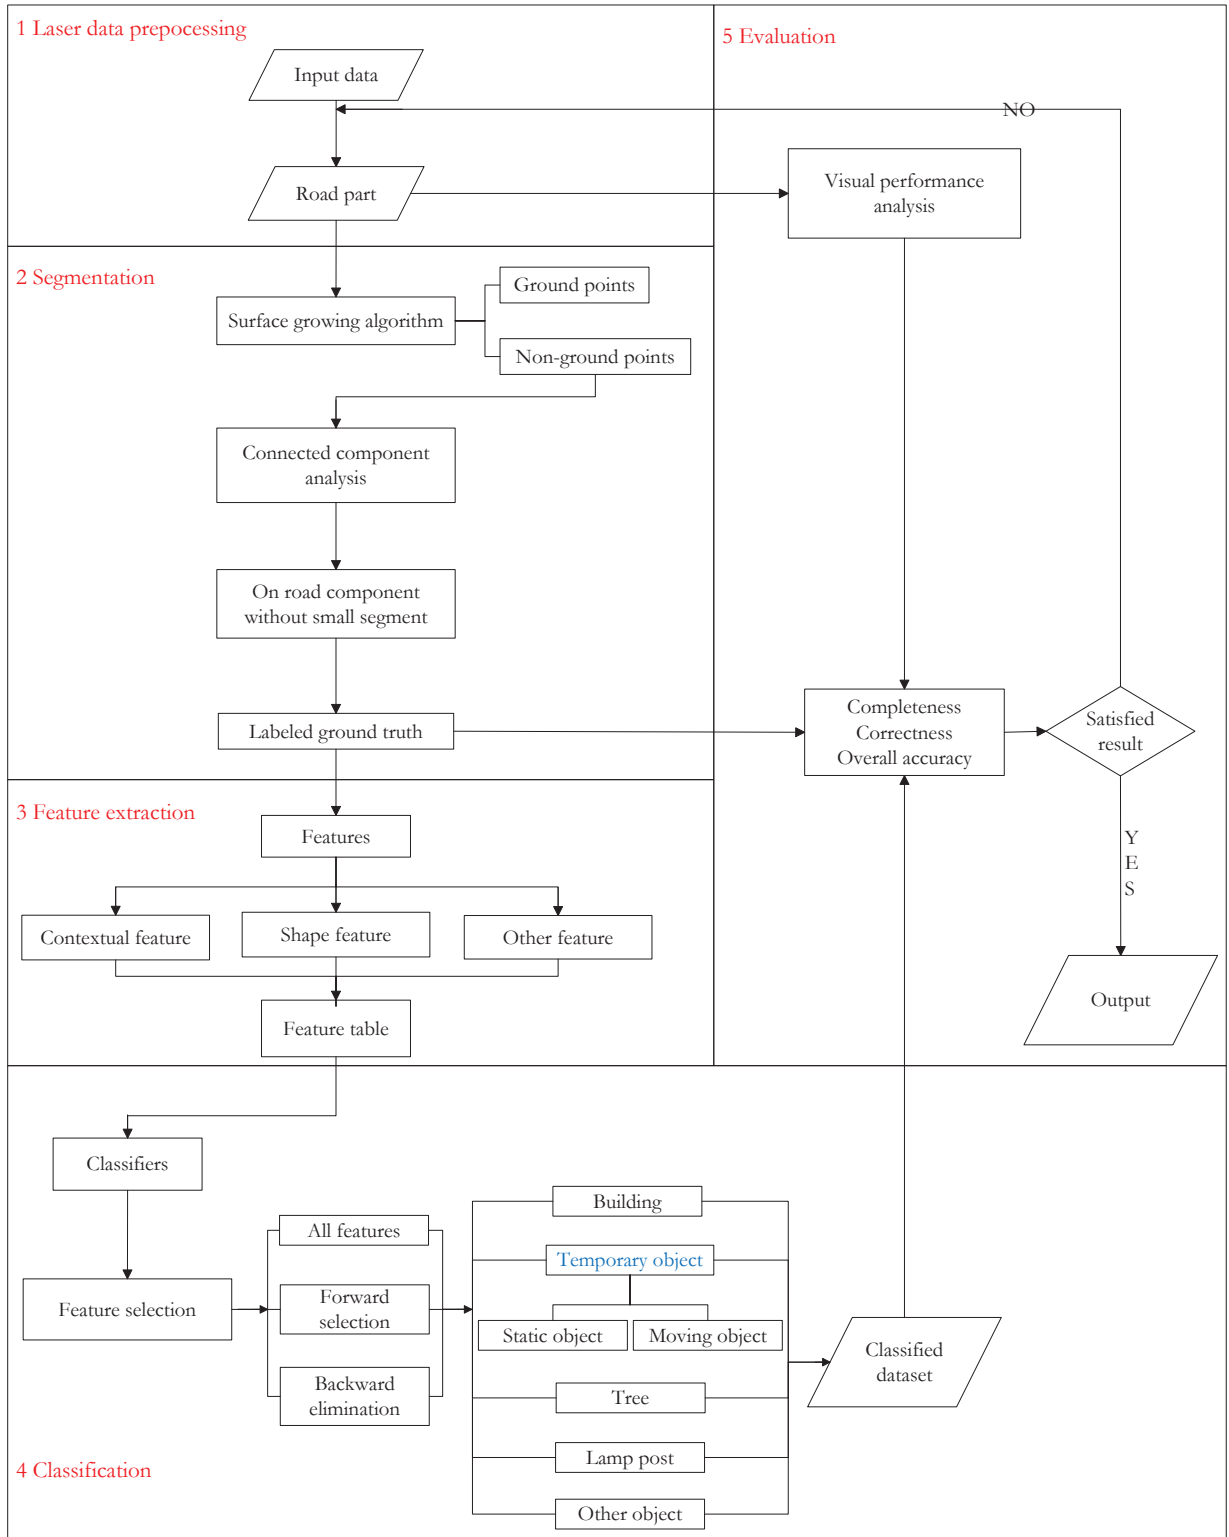 1 Laser data prepocessing
Input data
Road part
2 Segmentation
Surface growing algorithm
Ground points
Non-ground points
Connected component
analysis
On road component
without small segment
Labeled ground truth
3 Feature extraction
Features
Contextual feature
Shape feature
Other feature
Feature table
Classifiers
Feature selection
All features
Forward
selection
Backward
elimination
Building
Temporary object
Static object
Moving object
Tree
Lamp post
Other object
Classified
dataset
4 Classification
5 Evaluation
NO
Visual performance
analysis
Completeness
Correctness
Overall accuracy
Satisfied
result
Y
E
S
Output